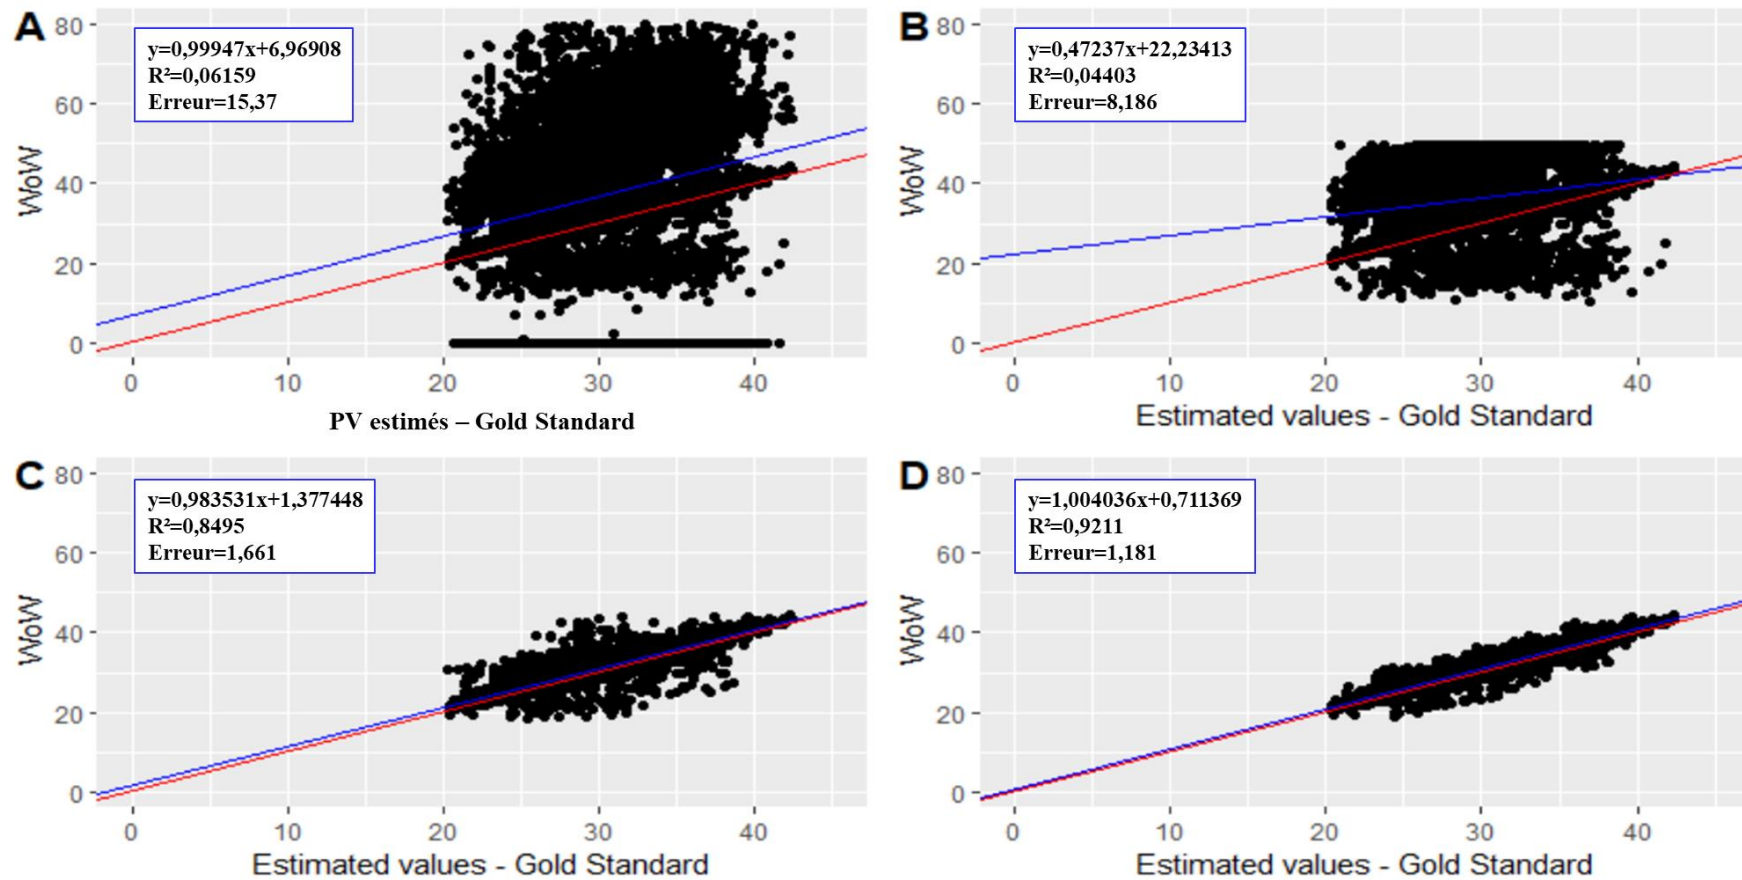 A
y=0,99947x+6,96908
R²=0,06159
Erreur=15,37
WoW
80
60
40
20
0
0 10 20 30 40
PV estimés – Gold Standard
B
y=0,47237x+22,23413
R²=0,04403
Erreur=8,186
WoW
80
60
40
20
0
0 10 20 30 40
Estimated values - Gold Standard
C
y=0,983531x+1,377448
R²=0,8495
Erreur=1,661
WoW
80
60
40
20
0
0 10 20 30 40
Estimated values - Gold Standard
D
y=1,004036x+0,711369
R²=0,9211
Erreur=1,181
WoW
80
60
40
20
0
0 10 20 30 40
Estimated values - Gold Standard